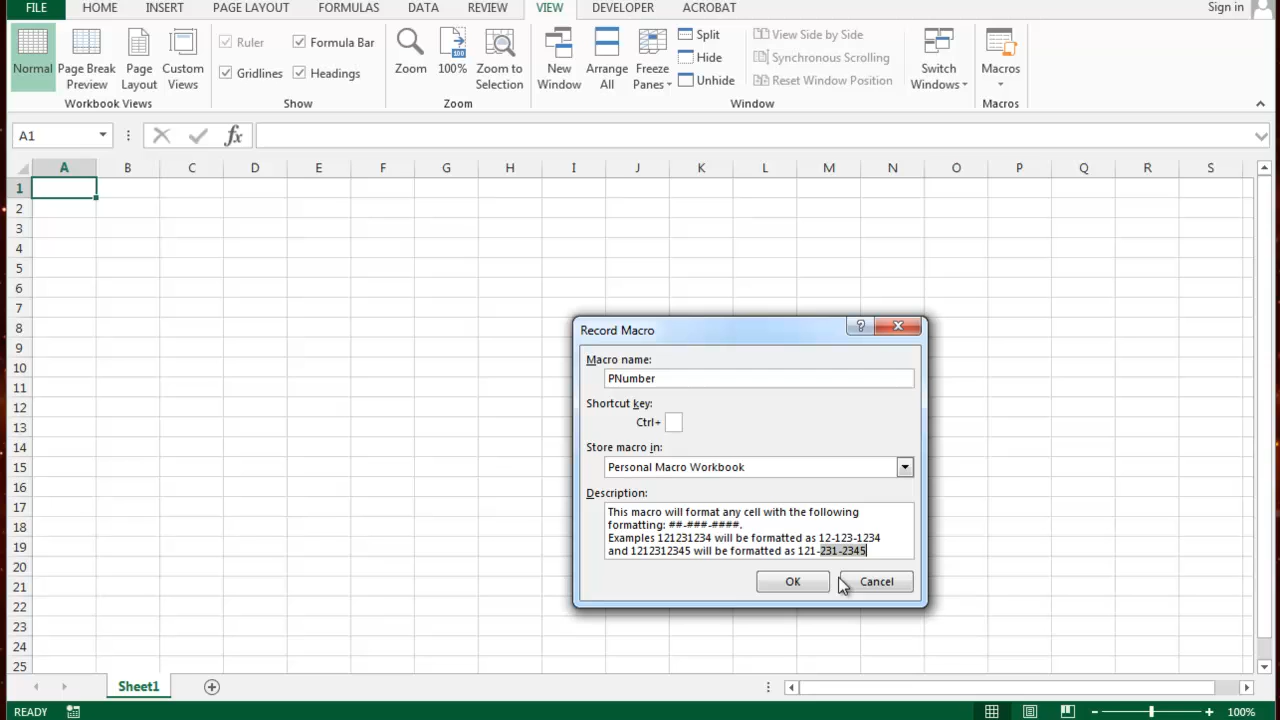 FILE HOME INSERT PAGE LAYOUT FORMULAS DATA REVIEW VIEW DEVELOPER ACROBAT Sign in
Normal
Page Break
Preview
Page
Layout
Custom
Views
Workbook Views
Ruler
Formula Bar
Gridlines
Headings
Show
Zoom
100
100%
Zoom to
Selection
Zoom
New
Window
Arrange
All
Freeze
Panes
Split
Hide
Unhide
View Side by Side
Synchronous Scrolling
Reset Window Position
Window
Switch
Windows
Macros
Macros
A1
fx
A B C D E F G H I J K L M N O P Q R S
1
2
3
4
5
6
7
8
9
10
11
12
13
14
15
16
17
18
19
20
21
22
23
24
25
Record Macro
?
Macro name:
PNumber
Shortcut key:
Ctrl+
Store macro in:
Personal Macro Workbook
Description:
This macro will format any cell with the following
formatting: ##-###-####.
Examples 121231234 will be formatted as 12-123-1234
and 1212312345 will be formatted as 121-231-2345
OK Cancel
Sheet1
READY
100%